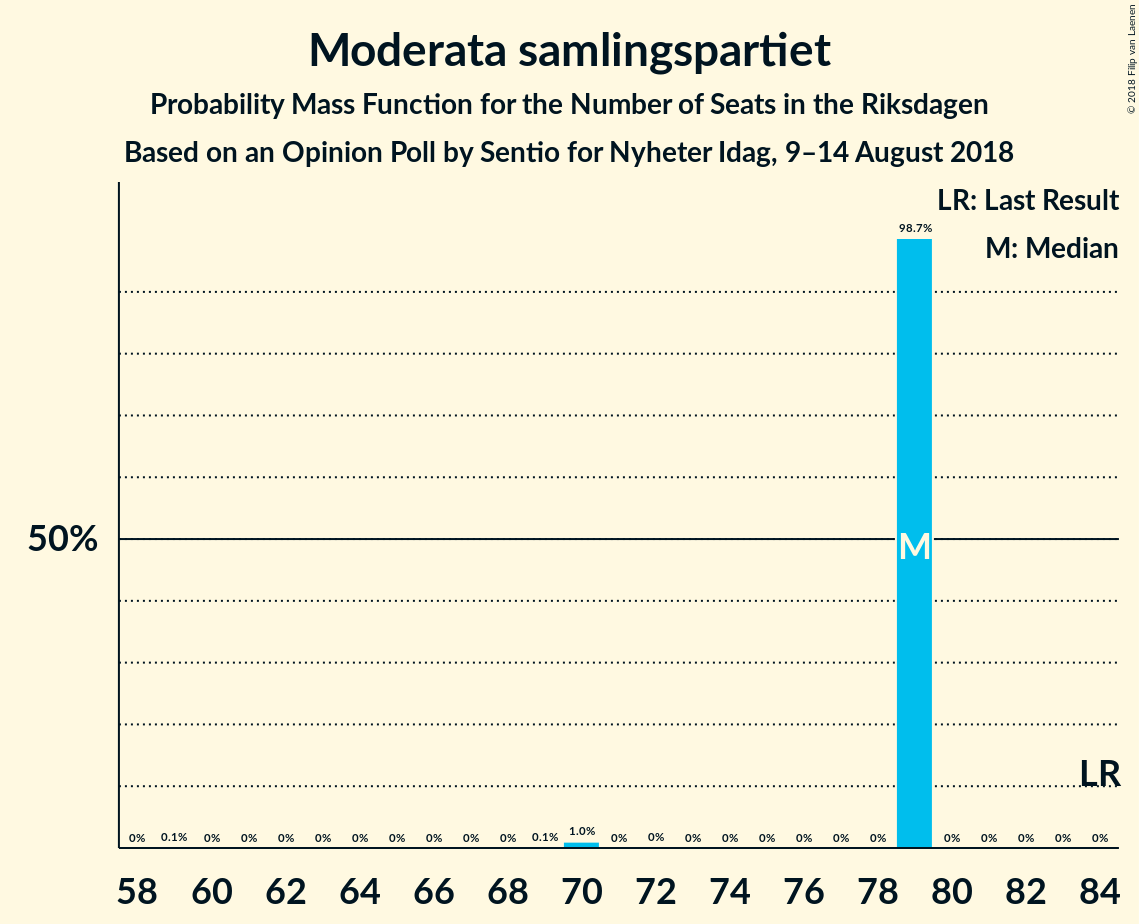 Moderata samlingspartiet
Probability Mass Function for the Number of Seats in the Riksdagen
Based on an Opinion Poll by Sentio for Nyheter Idag, 9–14 August 2018
© 2018 Filip van Laenen
LR: Last Result
M: Median
98.7%
50%
M
LR
0% 0.1% 0% 0% 0% 0% 0% 0% 0% 0% 0% 0.1% 1.0% 0% 0% 0% 0% 0% 0% 0% 0% 0% 0% 0% 0% 0%
58 60 62 64 66 68 70 72 74 76 78 80 82 84